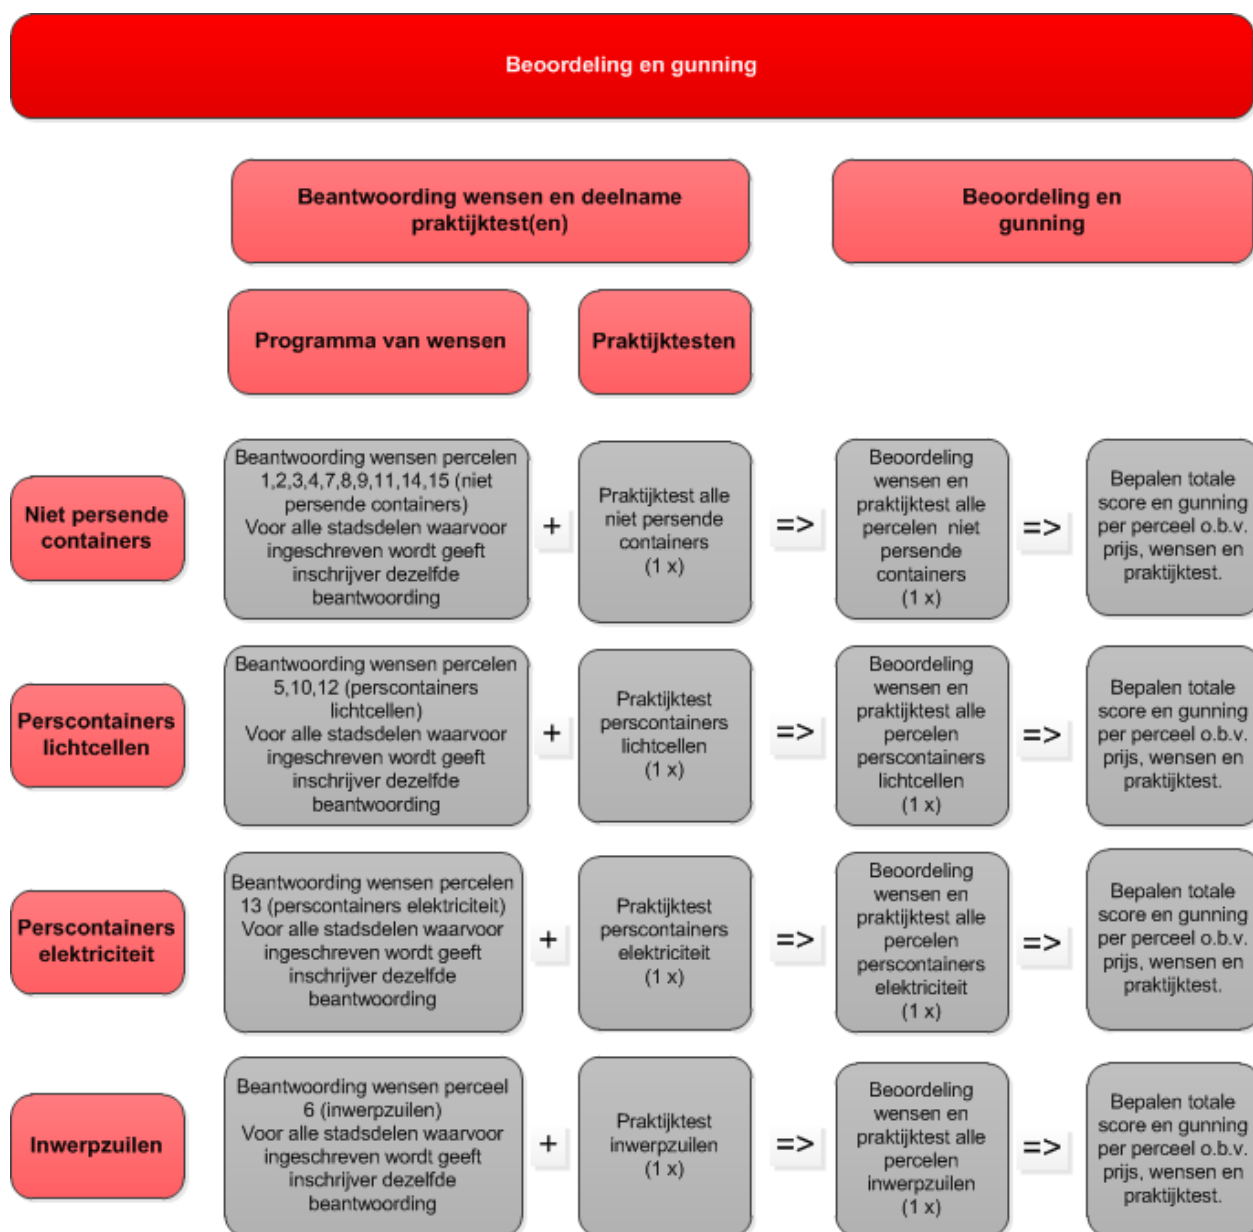 Beoordeling en gunning
Beantwoording wensen en deelname
praktijktest(en)
Beoordeling en
gunning
Programma van wensen
Praktijktesten
Niet persende
containers
Beantwoording wensen percelen
1,2,3,4,7,8,9,11,14,15 (niet
persende containers)
Voor alle stadsdelen waarvoor
ingeschreven wordt geeft
inschrijver dezelfde
beantwoording
+
Praktijktest alle
niet persende
containers
(1 x)
=>
Beoordeling
wensen en
praktijktest alle
percelen niet
persende
containers
(1 x)
=>
Bepalen totale
score en gunning
per perceel o.b.v.
prijs, wensen en
praktijktest.
Perscontainers
lichtcellen
Beantwoording wensen percelen
5,10,12 (perscontainers
lichtcellen)
Voor alle stadsdelen waarvoor
ingeschreven wordt geeft
inschrijver dezelfde
beantwoording
+
Praktijktest
perscontainers
lichtcellen
(1 x)
=>
Beoordeling
wensen en
praktijktest alle
percelen
perscontainers
lichtcellen
(1 x)
=>
Bepalen totale
score en gunning
per perceel o.b.v.
prijs, wensen en
praktijktest.
Perscontainers
elektriciteit
Beantwoording wensen percelen
13 (perscontainers elektriciteit)
Voor alle stadsdelen waarvoor
ingeschreven wordt geeft
inschrijver dezelfde
beantwoording
+
Praktijktest
perscontainers
elektriciteit
(1 x)
=>
Beoordeling
wensen en
praktijktest alle
percelen
perscontainers
elektriciteit
(1 x)
=>
Bepalen totale
score en gunning
per perceel o.b.v.
prijs, wensen en
praktijktest.
Inwerpzuilen
Beantwoording wensen perceel
6 (inwerpzuilen)
Voor alle stadsdelen waarvoor
ingeschreven wordt geeft
inschrijver dezelfde
beantwoording
+
Praktijktest
inwerpzuilen
(1 x)
=>
Beoordeling
wensen en
praktijktest alle
percelen
inwerpzuilen
(1 x)
=>
Bepalen totale
score en gunning
per perceel o.b.v.
prijs, wensen en
praktijktest.